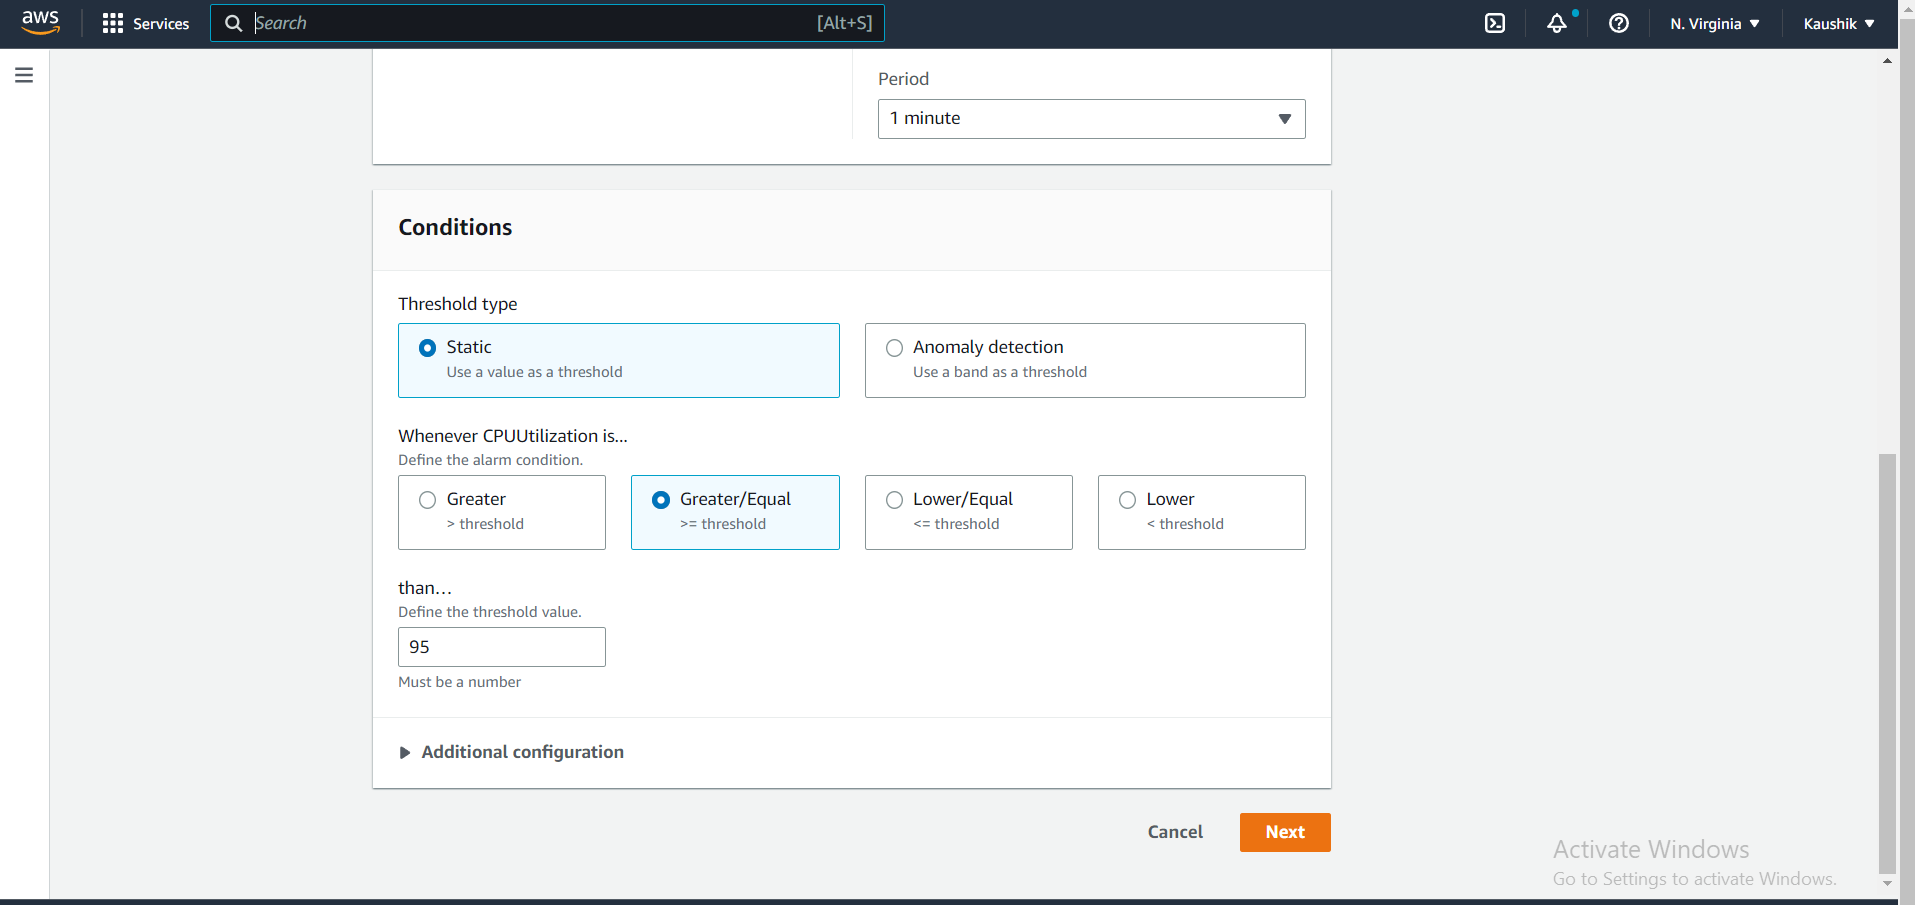 aws Services Search [Alt+S] N. Virginia Kaushik
Period
1 minute
Conditions
Threshold type
Static Anomaly detection
Use a value as a threshold Use a band as a threshold
Whenever CPUUtilization is...
Define the alarm condition.
Greater Greater/Equal Lower/Equal Lower
> threshold >= threshold <= threshold < threshold
than...
Define the threshold value.
95
Must be a number
Additional configuration
Cancel Next
Activate Windows
Go to Settings to activate Windows.